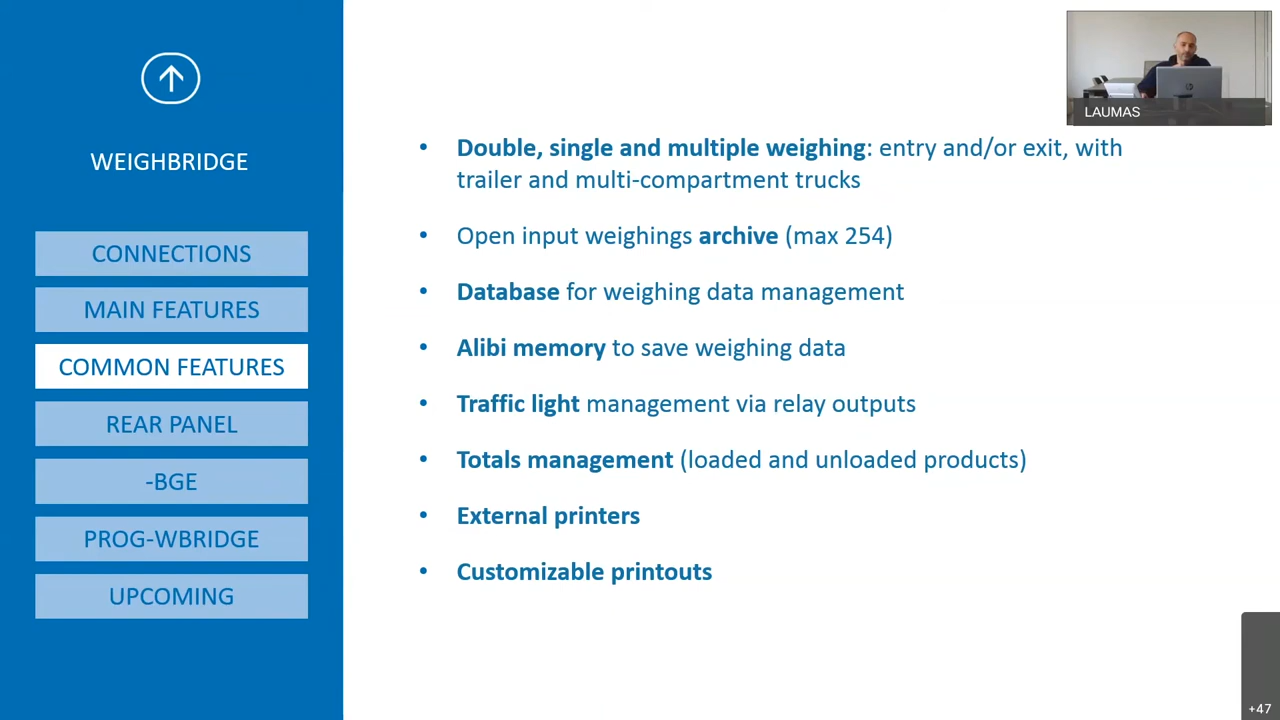 WEIGHBRIDGE
CONNECTIONS
MAIN FEATURES
COMMON FEATURES
REAR PANEL
-BGE
PROG-WBRIDGE
UPCOMING
• Double, single and multiple weighing: entry and/or exit, with
trailer and multi-compartment trucks
• Open input weighings archive (max 254)
• Database for weighing data management
• Alibi memory to save weighing data
• Traffic light management via relay outputs
• Totals management (loaded and unloaded products)
• External printers
• Customizable printouts
LAUMAS
+47